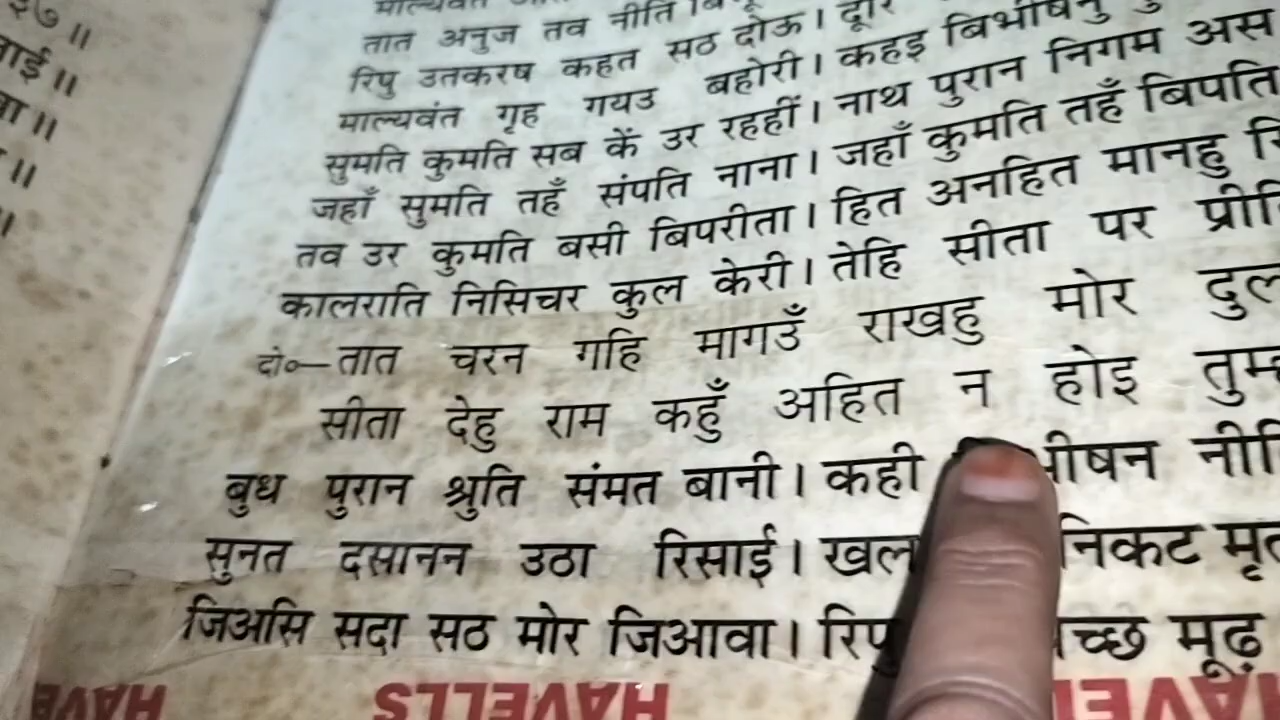 ३७॥
तात अनुज तव नीति
रिपु उतकरष कहत सठ दोऊ। दूरि
माल्यवंत गृह गयउ बहोरी। कहइ बिभीषनु
सुमति कुमति सब कें उर रहहीं। नाथ पुरान निगम अस
जहाँ सुमति तहँ संपति नाना। जहाँ कुमति तहँ बिपति
तव उर कुमति बसी बिपरीता। हित अनहित मानहु
कालराति निसिचर कुल केरी। तेहि सीता पर
दो०—तात चरन गहि मागउँ राखहु मोर
सीता देहु राम कहुँ अहित न होइ
बुध पुरान श्रुति संमत बानी। कही
सुनत दसानन उठा रिसाई। खल निकट
जिअसि सदा सठ मोर जिआवा। मूढ़
HAVELLS HAVELLS